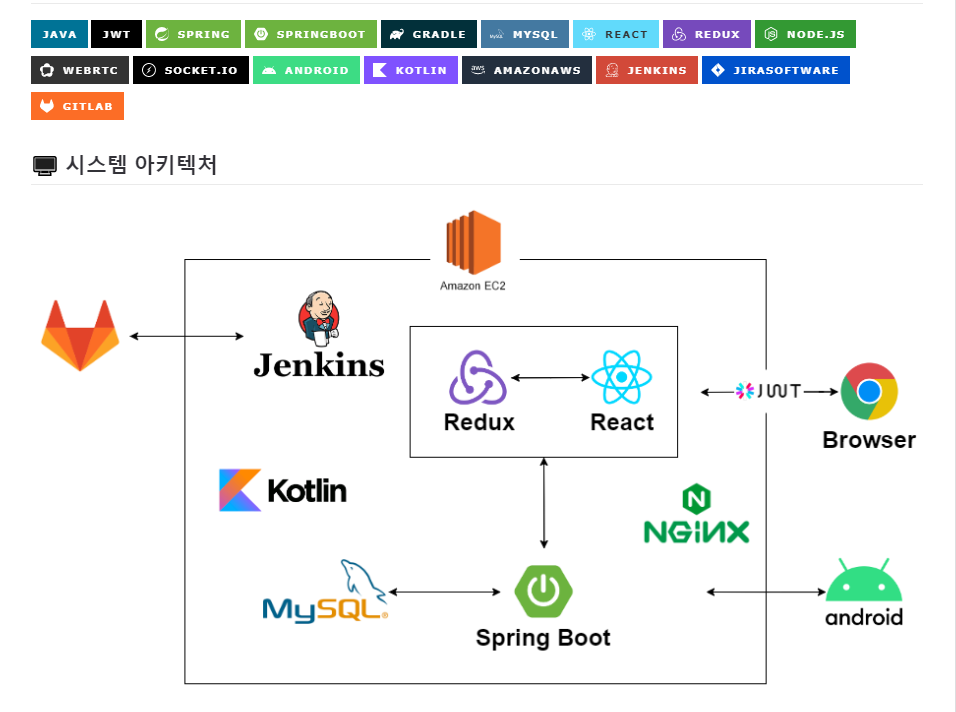 JAVA JWT SPRING SPRINGBOOT GRADLE MYSQL REACT REDUX NODE.JS
WEBRTC SOCKET.IO ANDROID KOTLIN aws AMAZONAWS JENKINS JIRASOFTWARE
GITLAB
시스템 아키텍처
Amazon EC2
Jenkins
Redux
React
JWT
Browser
Kotlin
NGINX
MySQL®
Spring Boot
android